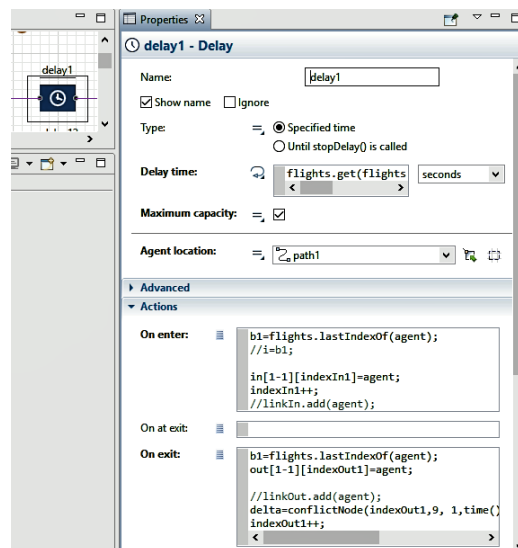 Properties
delay1 - Delay
delay1
Name:
delay1
Show name
Ignore
Type:
Specified time
Until stopDelay() is called
Delay time:
flights.get(flights
seconds
Maximum capacity:
Agent location:
path1
Advanced
Actions
On enter:
b1=flights.lastIndexOf(agent);
//i=b1;
in[1-1][indexIn1]=agent;
indexIn1++;
//linkIn.add(agent);
On at exit:
On exit:
b1=flights.lastIndexOf(agent);
out[1-1][indexOut1]=agent;
//linkOut.add(agent);
delta=conflictNode(indexOut1,9, 1,time()
indexOut1++;